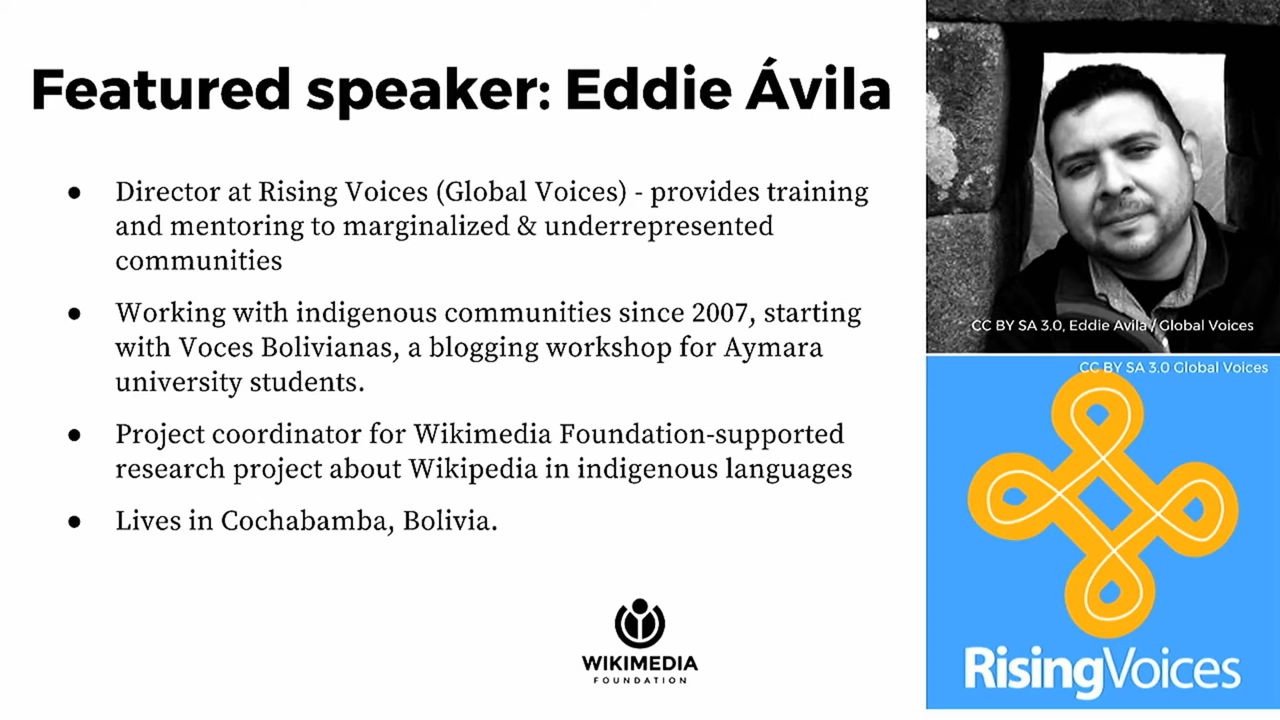 Featured speaker: Eddie Ávila
● Director at Rising Voices (Global Voices) - provides training
and mentoring to marginalized & underrepresented
communities
● Working with indigenous communities since 2007, starting
with Voces Bolivianas, a blogging workshop for Aymara
university students.
● Project coordinator for Wikimedia Foundation-supported
research project about Wikipedia in indigenous languages
● Lives in Cochabamba, Bolivia.
WIKIMEDIA
FOUNDATION
CC BY SA 3.0, Eddie Avila / Global Voices
CC BY SA 3.0 Global Voices
RisingVoices